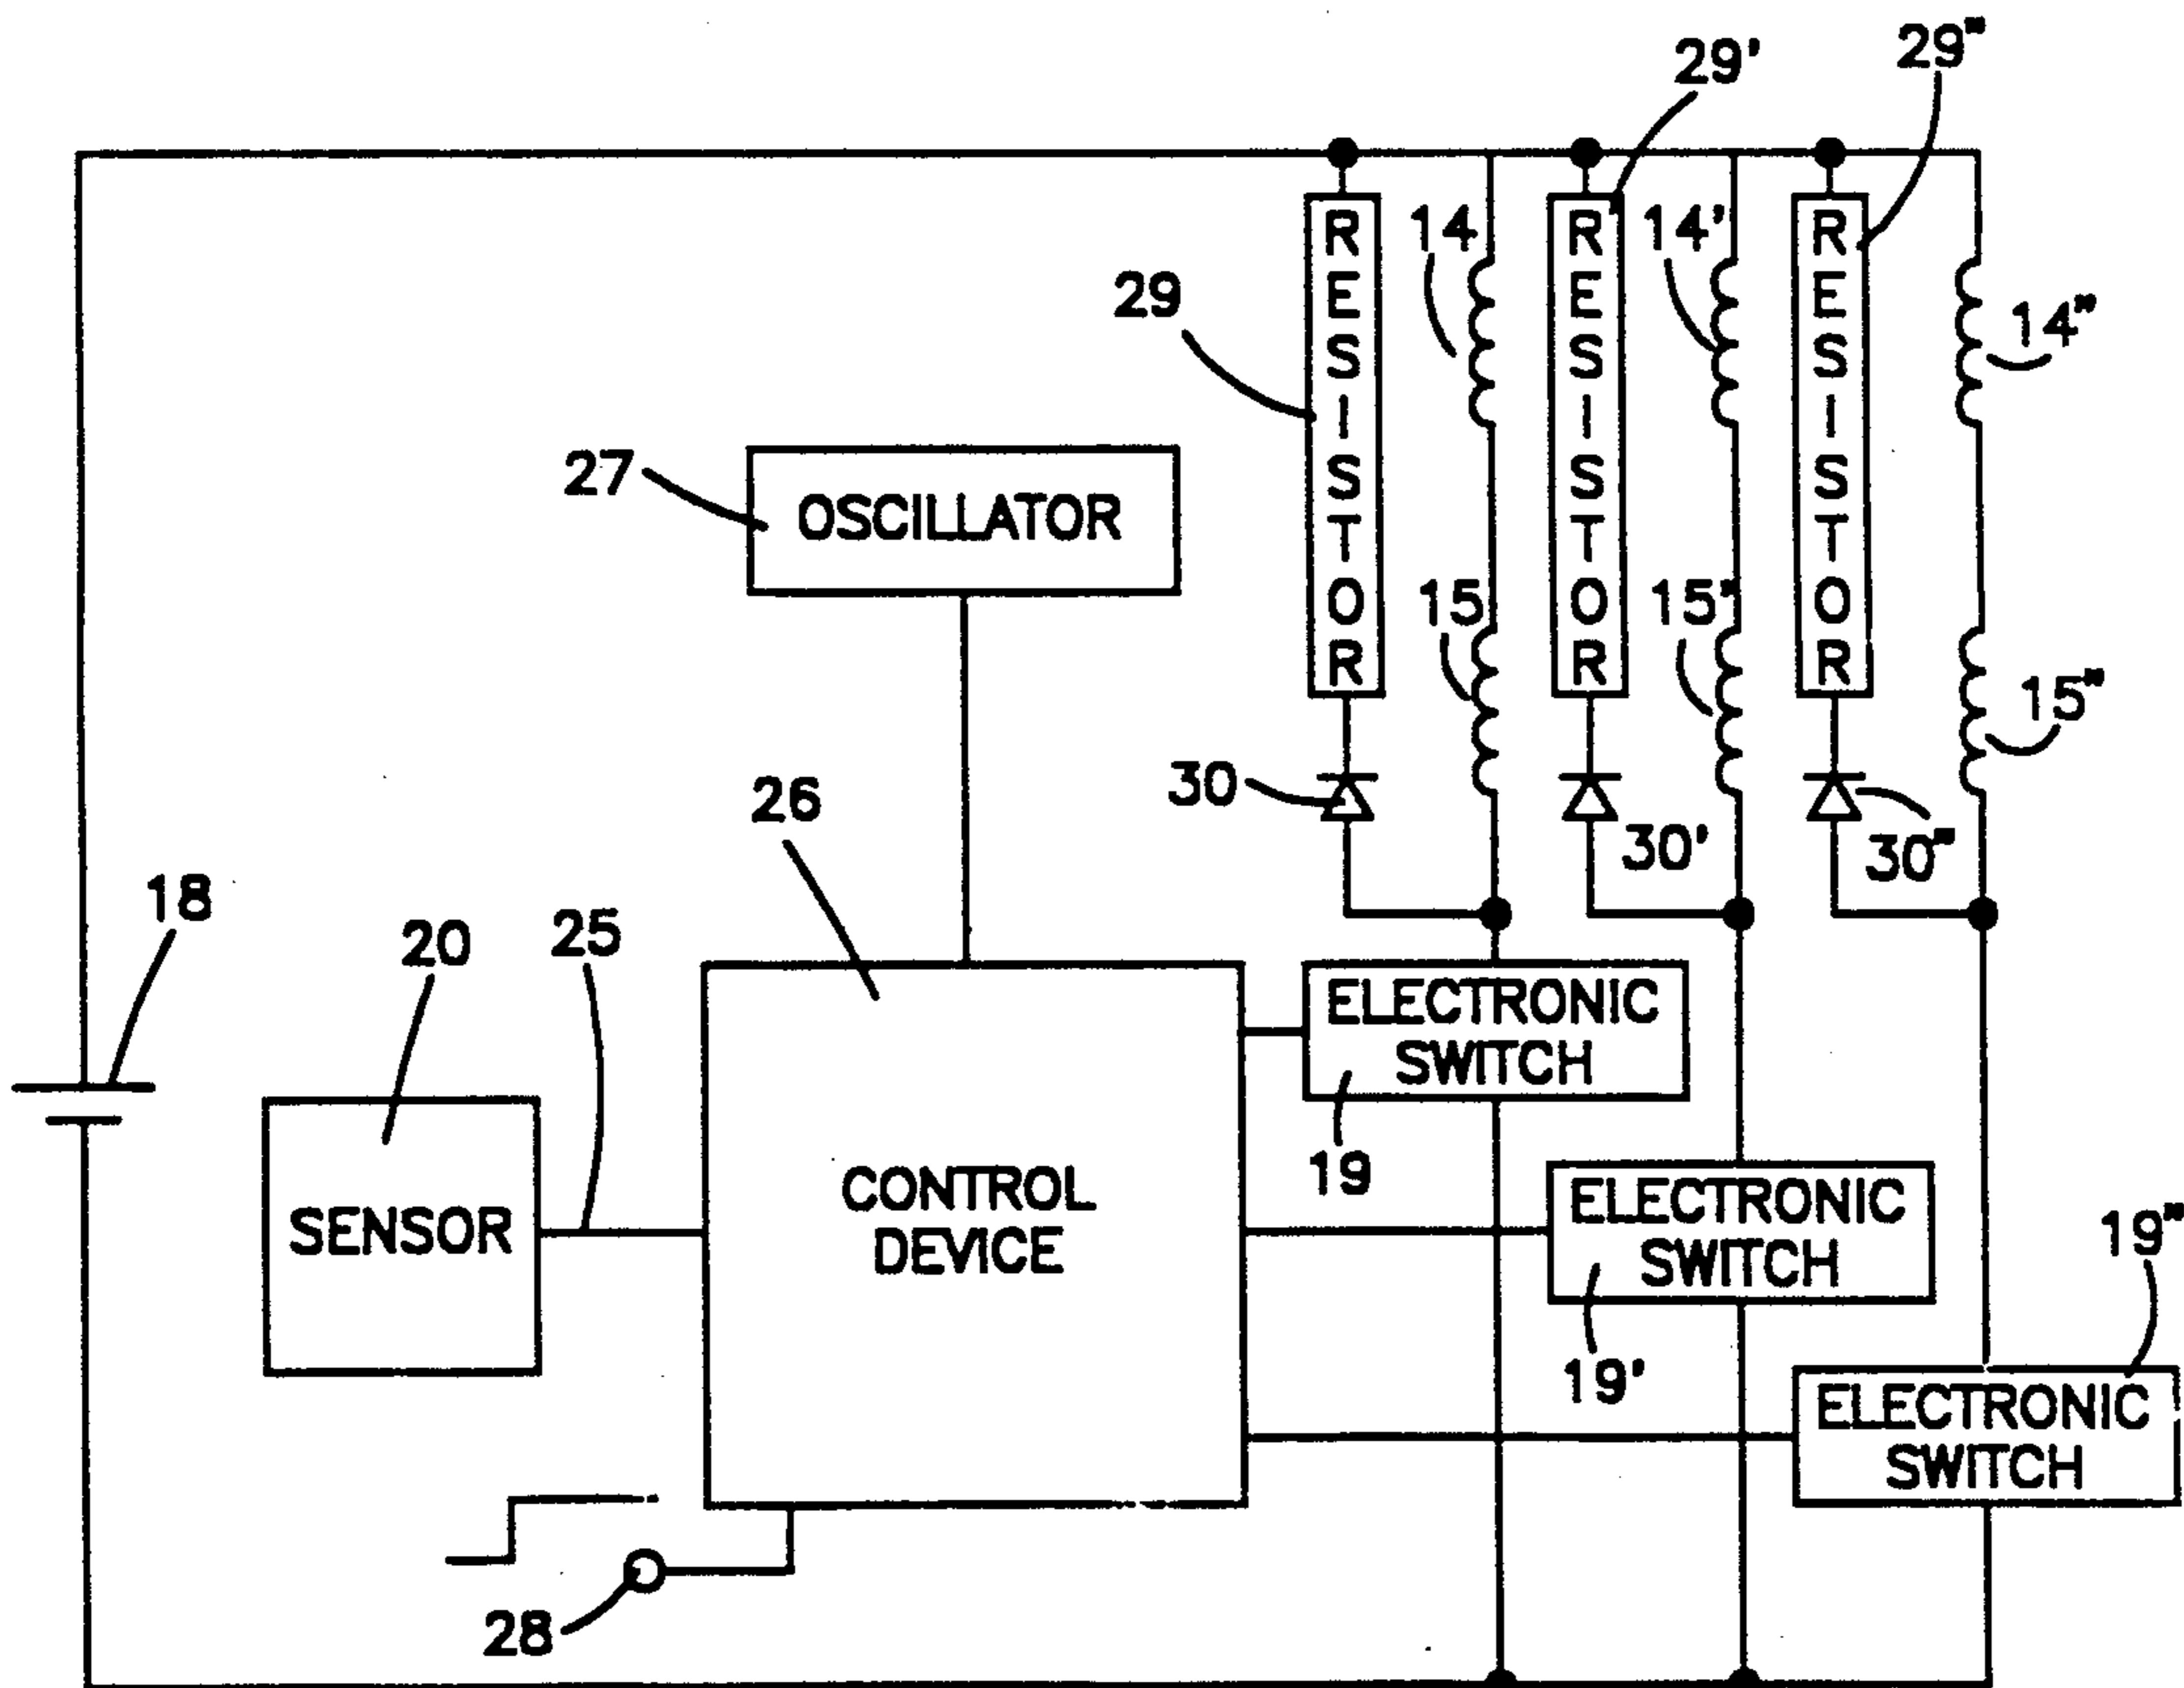 29'
29"
RESISTOR
RESISTOR
RESISTOR
14
14'
14"
29
27
OSCILLATOR
15
15'
15"
30
30'
30"
26
18
20
25
ELECTRONIC
SWITCH
19
SENSOR
CONTROL
DEVICE
ELECTRONIC
SWITCH
19'
19"
ELECTRONIC
SWITCH
28